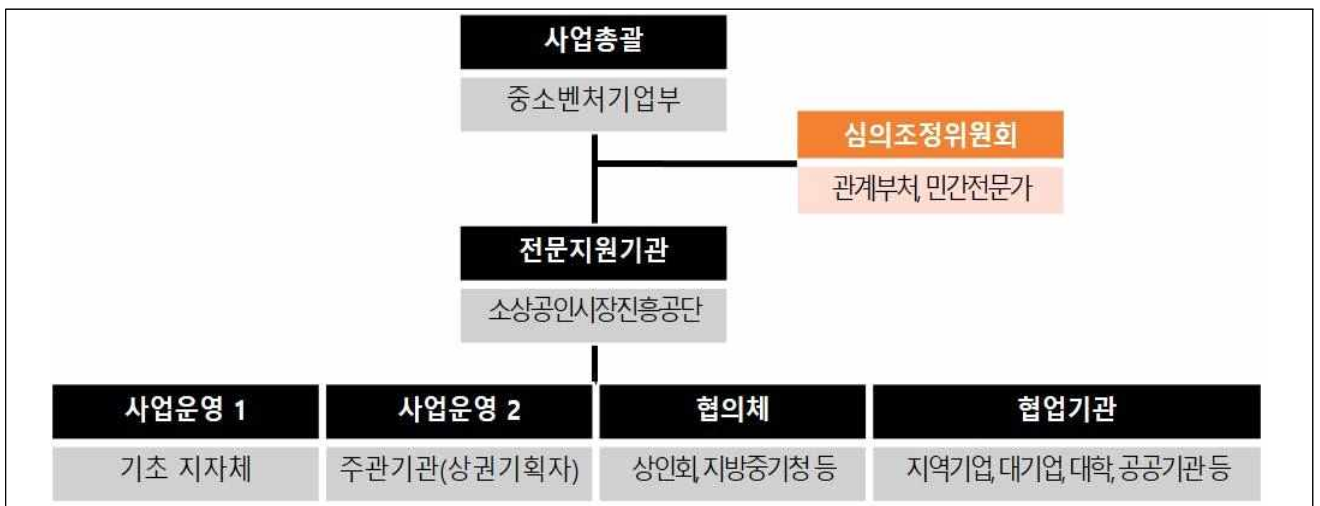 사업총괄
중소벤처기업부
심의조정위원회
관계부처, 민간전문가
전문지원기관
소상공인시장진흥공단
사업운영 1
사업운영 2
협의체
협업기관
기초 지자체
주관기관(상권기획자)
상인회, 지방중기청 등
지역기업, 대기업, 대학, 공공기관 등